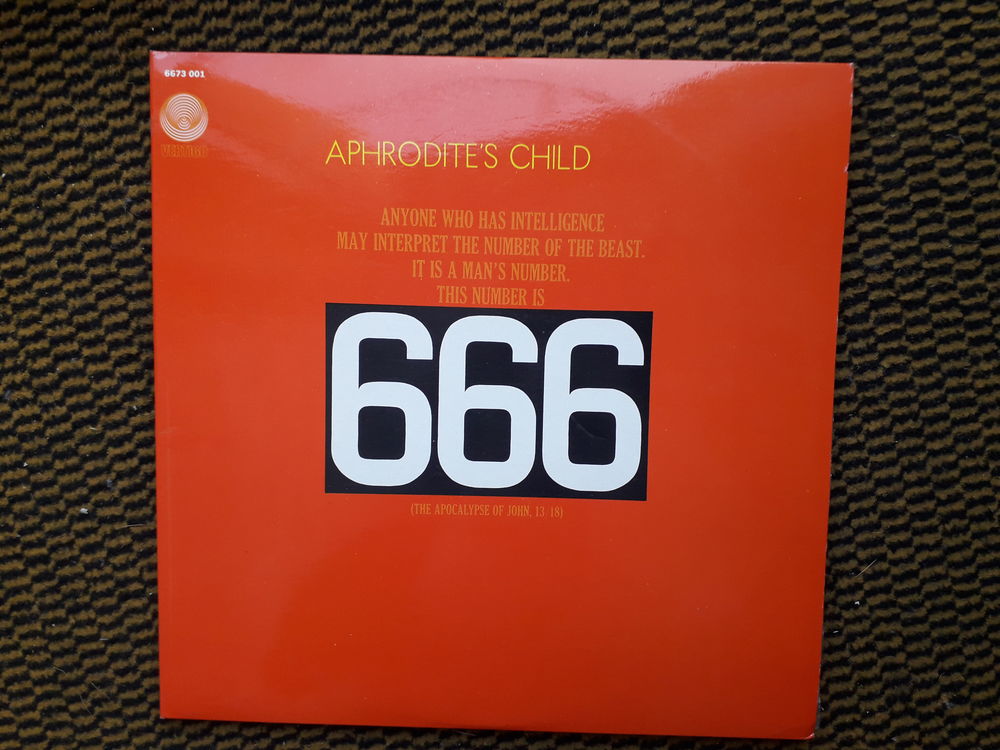 6673 001
VERTIGO
APHRODITE'S CHILD
ANYONE WHO HAS INTELLIGENCE
MAY INTERPRET THE NUMBER OF THE BEAST.
IT IS A MAN'S NUMBER.
THIS NUMBER IS
666
(THE APOCALYPSE OF JOHN, 13 18)